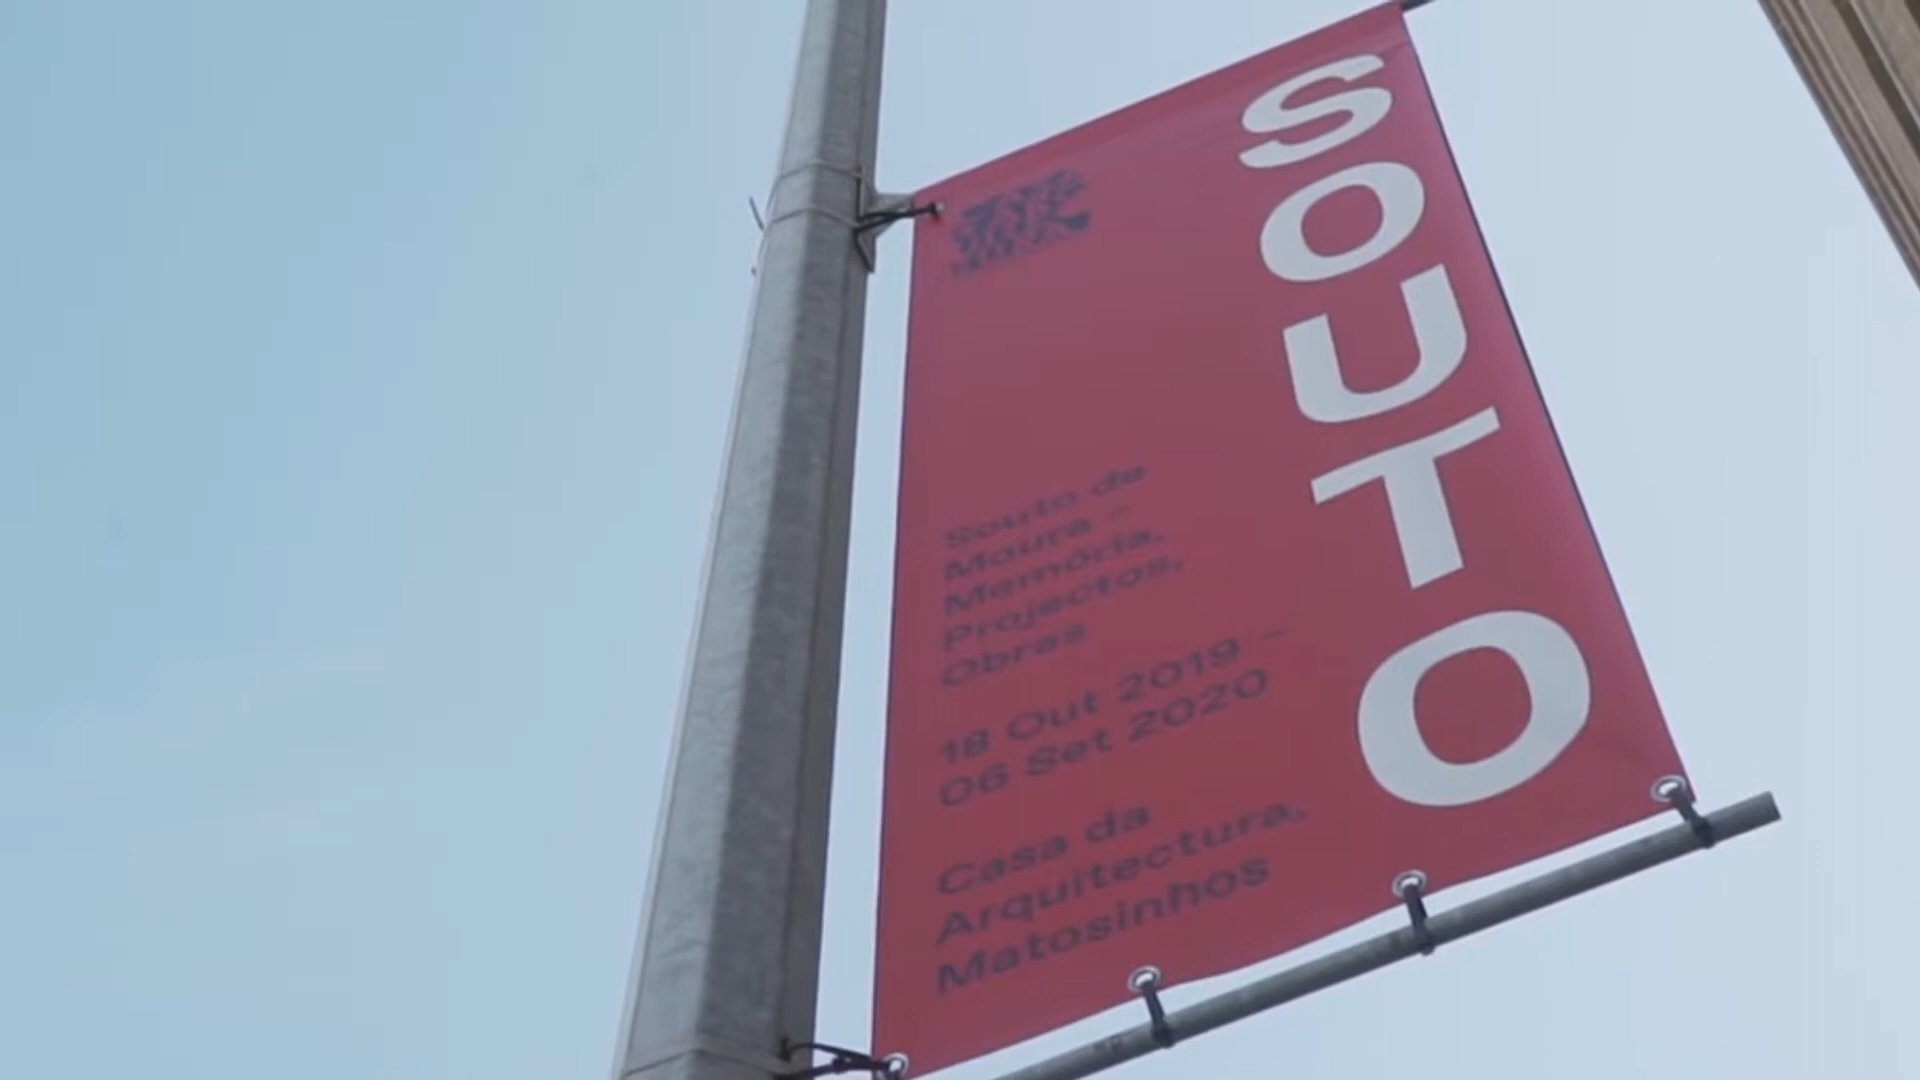 SOUTO
Souto de
Moura –
Memória,
Projectos,
Obras
18 Out 2019 –
06 Set 2020
Casa da
Arquitectura,
Matosinhos